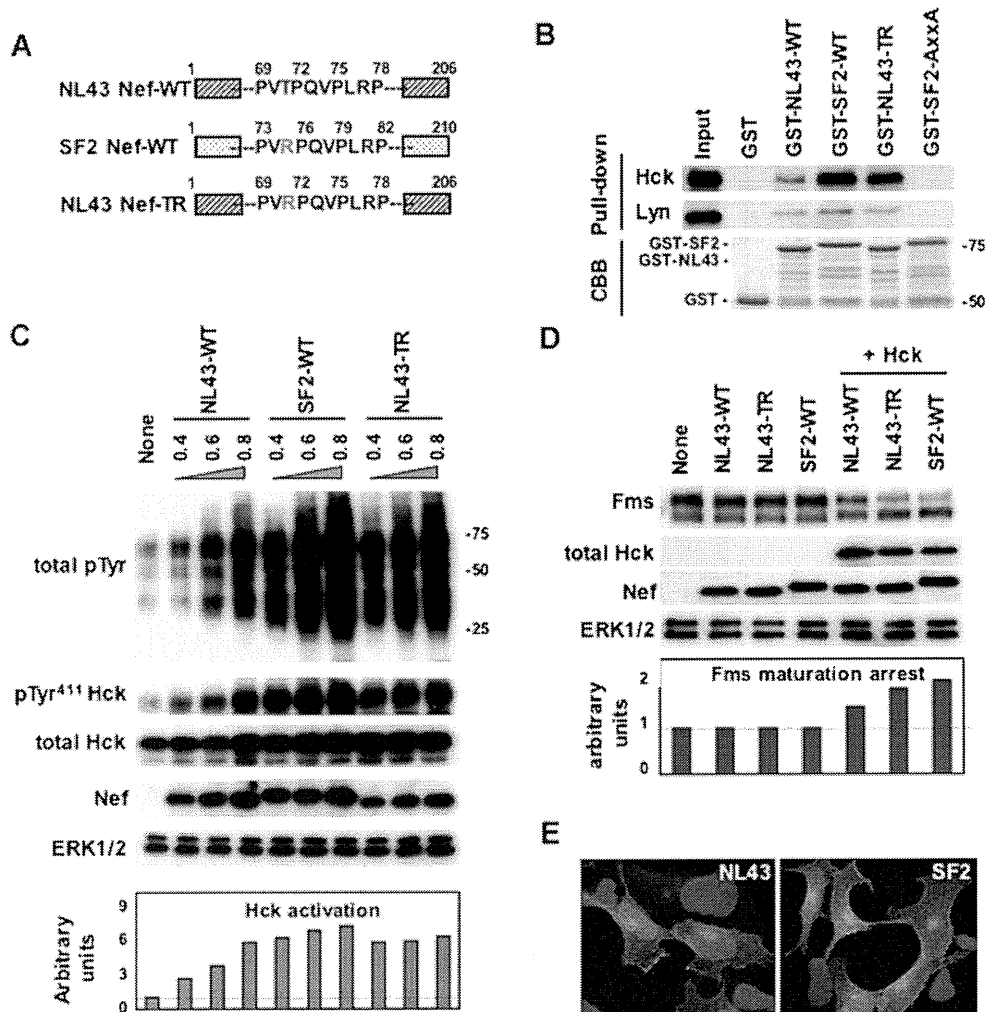 A
1 69 72 75 78 206
NL43 Nef-WT --PVTPQVPLRP---
1 73 76 79 82 210
SF2 Nef-WT ---PVRPQVPLRP---
1 69 72 75 78 206
NL43 Nef-TR ---PVRPQVPLRP---
B
Input
GST
GST-NL43-WT
GST-SF2-WT
GST-NL43-TR
GST-SF2-AxxA
Pull-down
Hck
Lyn
CBB
GST-SF2-
GST-NL43-
GST-
-75
-50
C
NL43-WT
SF2-WT
NL43-TR
None
0.4
0.6
0.8
0.4
0.6
0.8
0.4
0.6
0.8
total pTyr
-75
-50
-25
pTyr411 Hck
total Hck
Nef
ERK1/2
Hck activation
Arbitrary units
9
6
3
0
D
+ Hck
None
NL43-WT
NL43-TR
SF2-WT
NL43-WT
NL43-TR
SF2-WT
Fms
total Hck
Nef
ERK1/2
Fms maturation arrest
arbitrary units
2
1
0
E
NL43
SF2